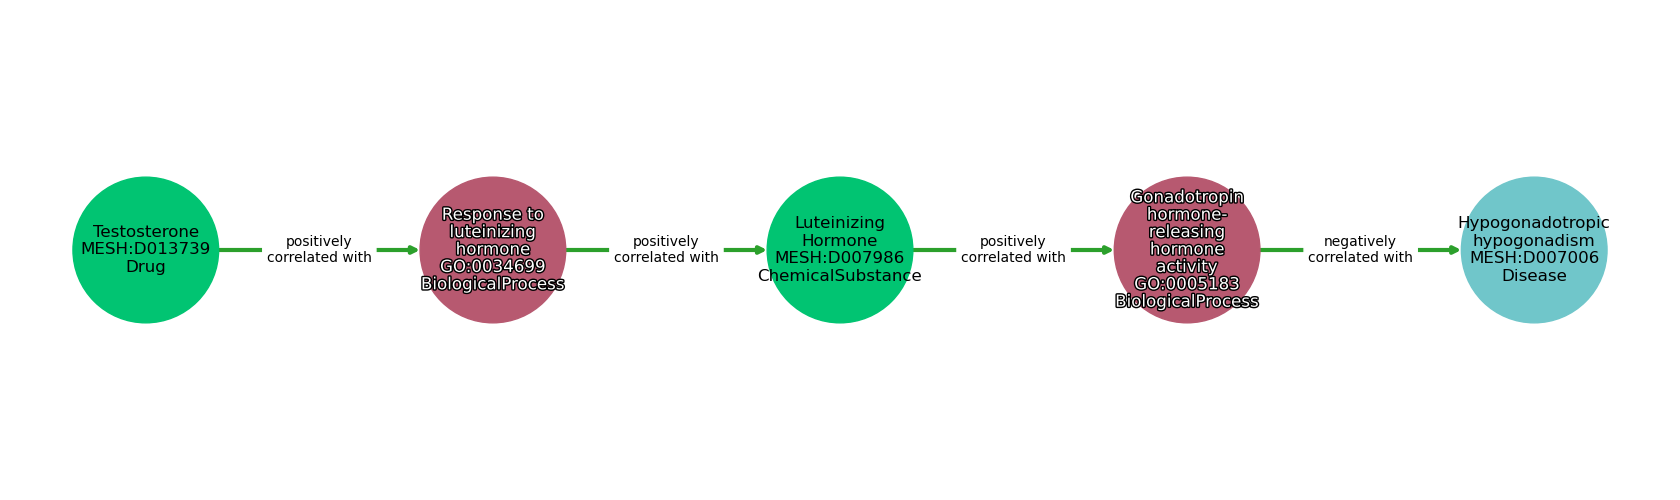 Testosterone
MESH:D013739
Drug
positively
correlated with
Response to
luteinizing
hormone
GO:0034699
BiologicalProcess
positively
correlated with
Luteinizing
Hormone
MESH:D007986
ChemicalSubstance
positively
correlated with
Gonadotropin
hormone-
releasing
hormone
activity
GO:0005183
BiologicalProcess
negatively
correlated with
Hypogonadotropic
hypogonadism
MESH:D007006
Disease